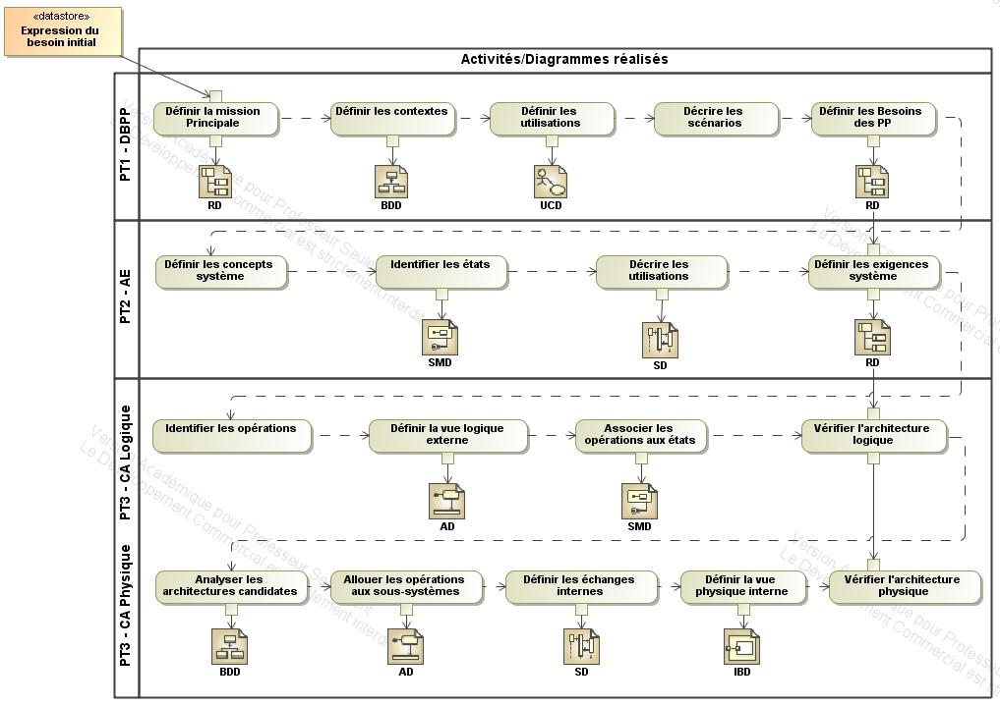 «datastore»
Expression du
besoin initial
Activités/Diagrammes réalisés
PT1 - DBPP
Définir la mission
Principale
Définir les contextes
Définir les
utilisations
Décrire les
scénarios
Définir les Besoins
des PP
RD
BDD
UCD
RD
PT2 - AE
Définir les concepts
système
Identifier les états
Décrire les
utilisations
Définir les exigences
système
SMD
SD
RD
PT3 - CA Logique
Identifier les opérations
Définir la vue logique
externe
Associer les
opérations aux états
Vérifier l'architecture
logique
AD
SMD
PT3 - CA Physique
Analyser les
architectures candidates
Allouer les opérations
aux sous-systèmes
Définir les échanges
internes
Définir la vue
physique interne
Vérifier l'architecture
physique
BDD
AD
SD
IBD